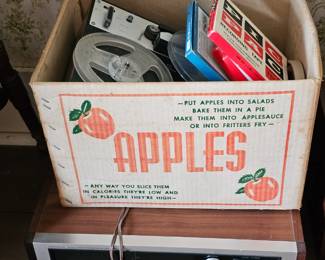 —PUT APPLES INTO SALADS
BAKE THEM IN A PIE
MAKE THEM INTO APPLESAUCE
OR INTO FRITTERS FRY—
APPLES
—ANY WAY YOU SLICE THEM
IN CALORIES THEY'RE LOW AND
IN PLEASURE THEY'RE HIGH—